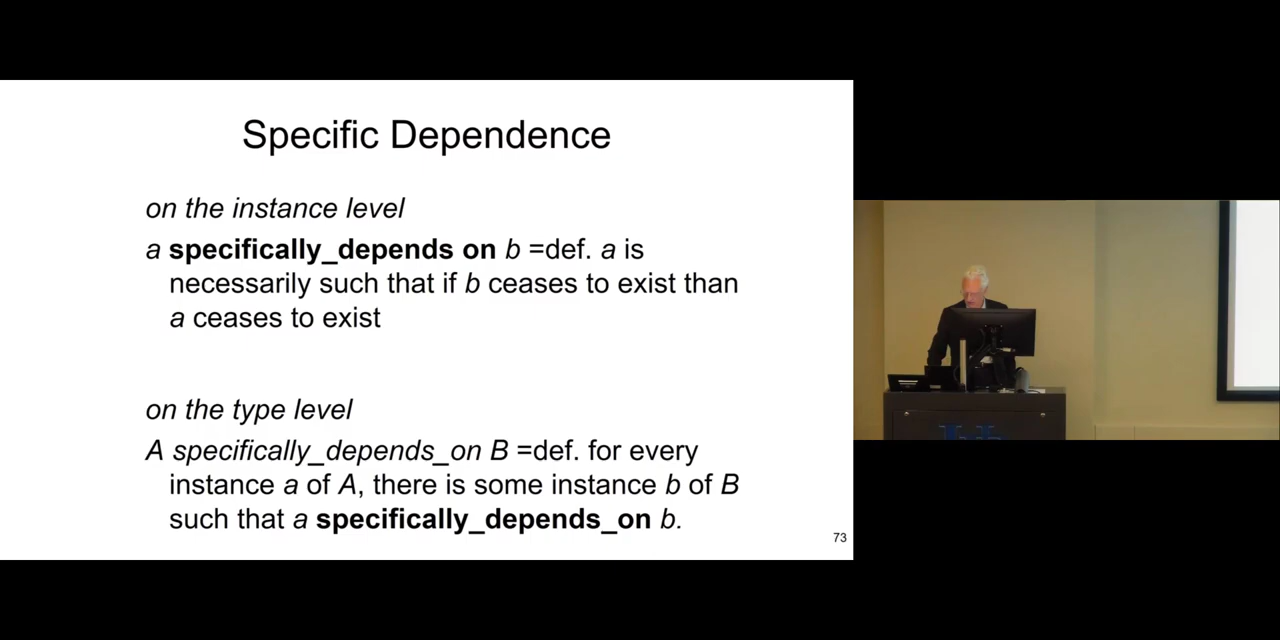 Specific Dependence
on the instance level
a specifically_depends on b =def. a is
necessarily such that if b ceases to exist than
a ceases to exist
on the type level
A specifically_depends_on B =def. for every
instance a of A, there is some instance b of B
such that a specifically_depends_on b.
73